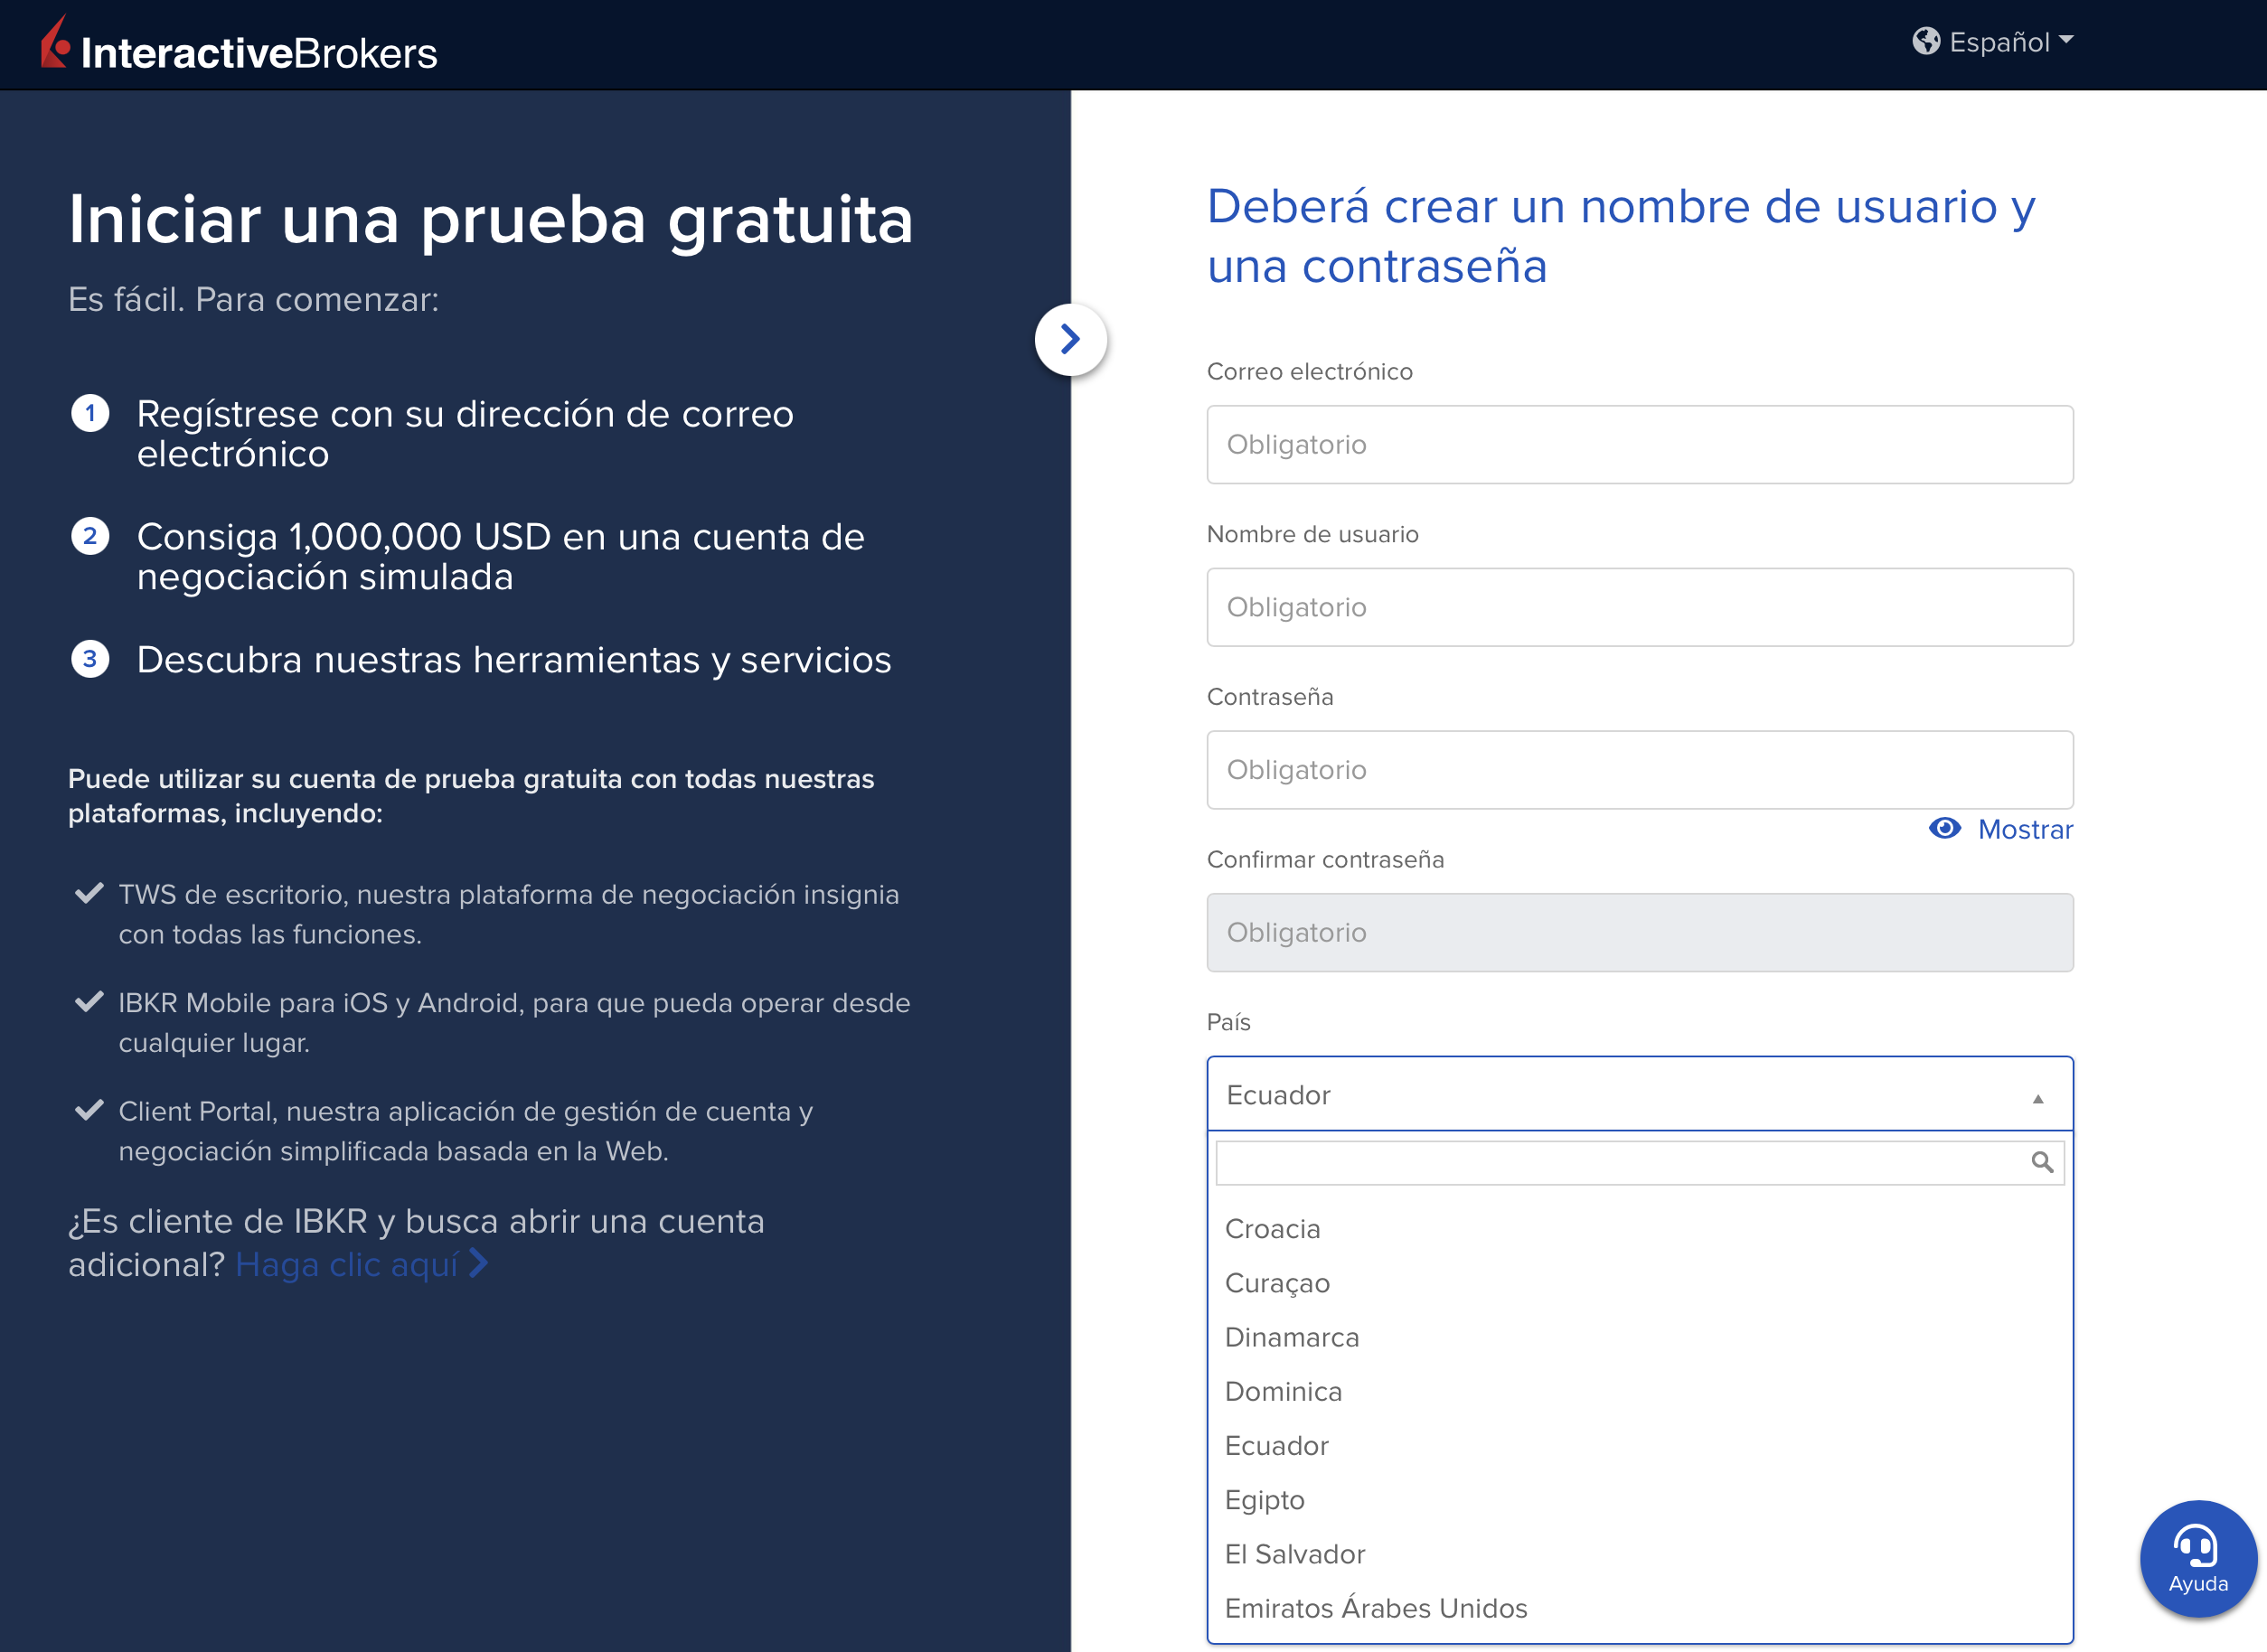 InteractiveBrokers
Español
Iniciar una prueba gratuita
Es fácil. Para comenzar:
1 Regístrese con su dirección de correo
electrónico
2 Consiga 1,000,000 USD en una cuenta de
negociación simulada
3 Descubra nuestras herramientas y servicios
Puede utilizar su cuenta de prueba gratuita con todas nuestras
plataformas, incluyendo:
TWS de escritorio, nuestra plataforma de negociación insignia
con todas las funciones.
IBKR Mobile para iOS y Android, para que pueda operar desde
cualquier lugar.
Client Portal, nuestra aplicación de gestión de cuenta y
negociación simplificada basada en la Web.
¿Es cliente de IBKR y busca abrir una cuenta
adicional? Haga clic aquí
Deberá crear un nombre de usuario y
una contraseña
Correo electrónico
Obligatorio
Nombre de usuario
Obligatorio
Contraseña
Obligatorio
Mostrar
Confirmar contraseña
Obligatorio
País
Ecuador
Croacia
Curaçao
Dinamarca
Dominica
Ecuador
Egipto
El Salvador
Emiratos Árabes Unidos
Ayuda